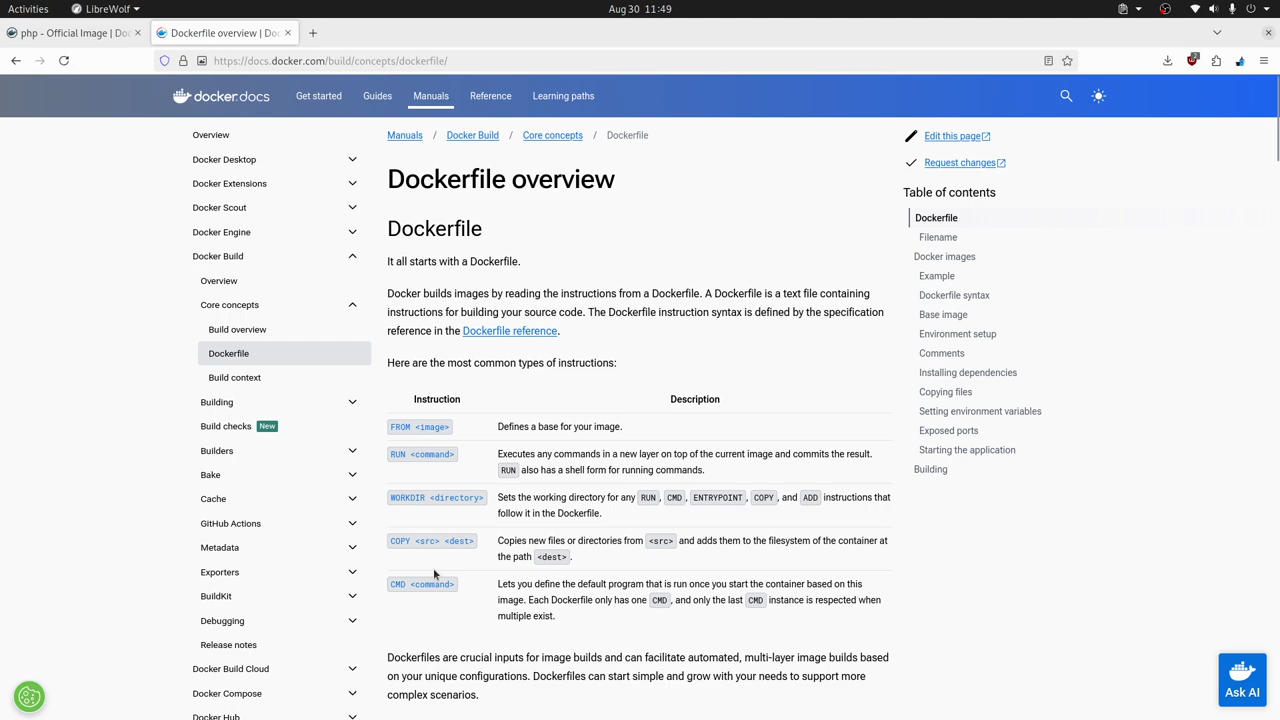 Activities
LibreWolf
Aug 30 11:49
php - Official Image | Doc
Dockerfile overview | Doc
https://docs.docker.com/build/concepts/dockerfile/
2
docker.docs
Get started
Guides
Manuals
Reference
Learning paths
Overview
Docker Desktop
Docker Extensions
Docker Scout
Docker Engine
Docker Build
Overview
Core concepts
Build overview
Dockerfile
Build context
Building
Build checks New
Builders
Bake
Cache
GitHub Actions
Metadata
Exporters
BuildKit
Debugging
Release notes
Docker Build Cloud
Docker Compose
Docker Hub
Manuals / Docker Build / Core concepts / Dockerfile
Dockerfile overview
Dockerfile
It all starts with a Dockerfile.
Docker builds images by reading the instructions from a Dockerfile. A Dockerfile is a text file containing
instructions for building your source code. The Dockerfile instruction syntax is defined by the specification
reference in the Dockerfile reference.
Here are the most common types of instructions:
Instruction Description
FROM <image> Defines a base for your image.
RUN <command> Executes any commands in a new layer on top of the current image and commits the result.
RUN also has a shell form for running commands.
WORKDIR <directory> Sets the working directory for any RUN, CMD, ENTRYPOINT, COPY, and ADD instructions that
follow it in the Dockerfile.
COPY <src> <dest> Copies new files or directories from <src> and adds them to the filesystem of the container at
the path <dest>.
CMD <command> Lets you define the default program that is run once you start the container based on this
image. Each Dockerfile only has one CMD, and only the last CMD instance is respected when
multiple exist.
Dockerfiles are crucial inputs for image builds and can facilitate automated, multi-layer image builds based
on your unique configurations. Dockerfiles can start simple and grow with your needs to support more
complex scenarios.
Edit this page
Request changes
Table of contents
Dockerfile
Filename
Docker images
Example
Dockerfile syntax
Base image
Environment setup
Comments
Installing dependencies
Copying files
Setting environment variables
Exposed ports
Starting the application
Building
Ask AI